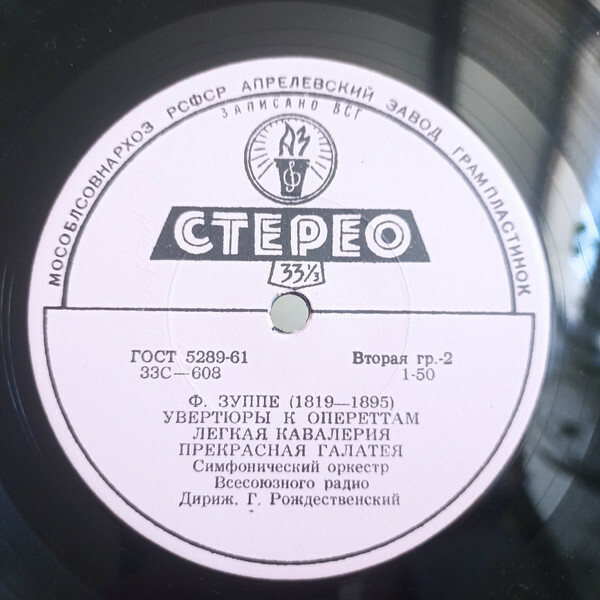 МОСОБЛСОВНАРХОЗ РСФСР АПРЕЛЕВСКИЙ ЗАВОД ГРАМПЛАСТИНОК
ЗАПИСАНО ВСГ
АЗ
СТЕРЕО
33⅓
ГОСТ 5289-61 Вторая гр.-2
33С—608 1-50
Ф. ЗУППЕ (1819—1895)
УВЕРТЮРЫ К ОПЕРЕТТАМ
ЛЕГКАЯ КАВАЛЕРИЯ
ПРЕКРАСНАЯ ГАЛАТЕЯ
Симфонический оркестр
Всесоюзного радио
Дириж. Г. Рождественский